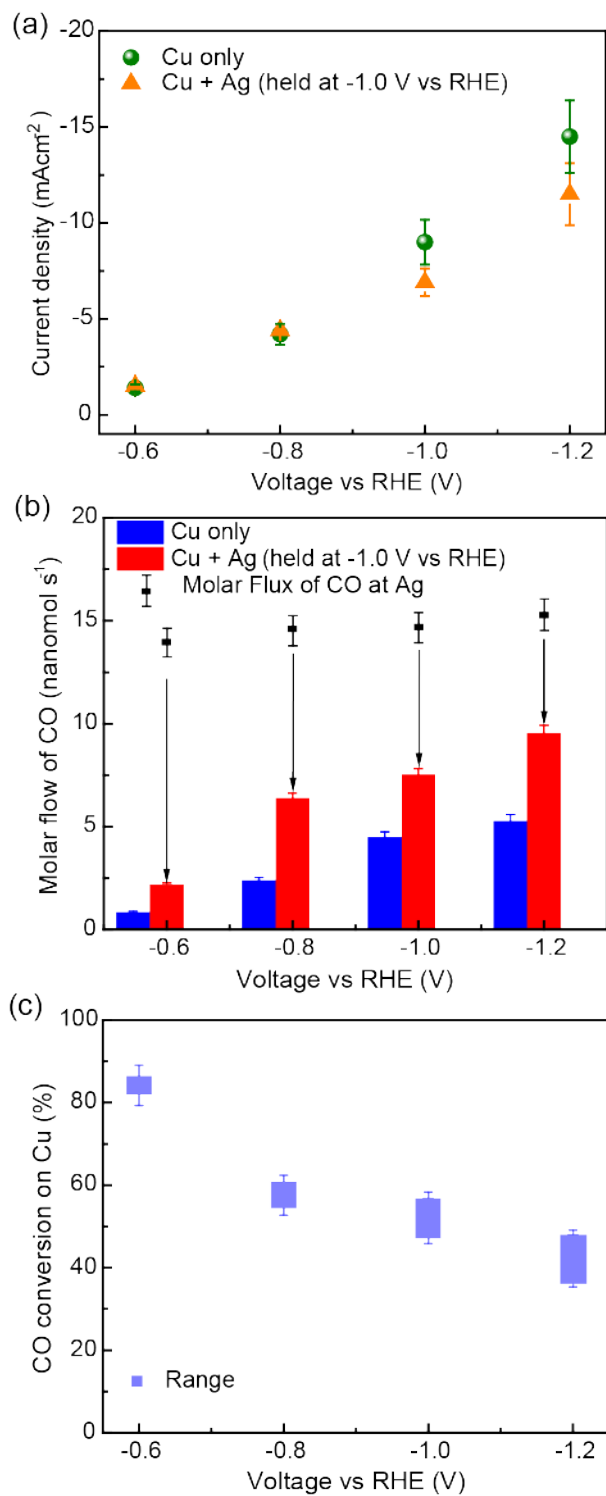 (a)
-20
Cu only
Cu + Ag (held at -1.0 V vs RHE)
-15
-10
-5
0
Current density (mAcm-2)
-0.6 -0.8 -1.0 -1.2
Voltage vs RHE (V)
(b)
20
Cu only
Cu + Ag (held at -1.0 V vs RHE)
Molar Flux of CO at Ag
15
10
5
0
Molar flow of CO (nanomol s-1)
-0.6 -0.8 -1.0 -1.2
Voltage vs RHE (V)
(c)
100
80
60
40
20
0
CO conversion on Cu (%)
Range
-0.6 -0.8 -1.0 -1.2
Voltage vs RHE (V)